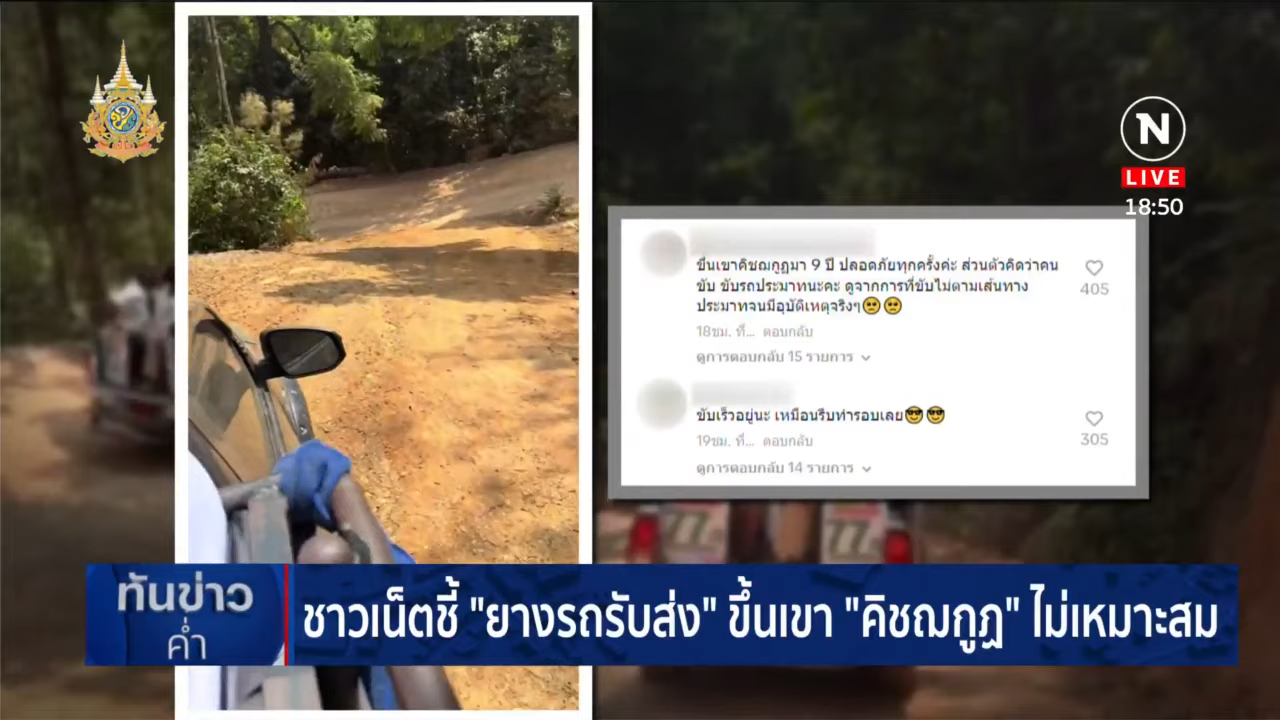 N
LIVE
18:50
ขึ้นเขาคิชฌกูฏมา 9 ปี ปลอดภัยทุกครั้งค่ะ ส่วนตัวคิดว่าคน
ขับ ขับรถประมาทนะคะ ดูจากการที่ขับไม่ตามเส้นทาง
ประมาทจนมีอุบัติเหตุจริงๆ🥺🥺
405
18ชม. ที่... ตอบกลับ
ดูการตอบกลับ 15 รายการ
ขับเร็วอยู่นะ เหมือนรีบทำรอบเลย😎😎
305
19ชม. ที่... ตอบกลับ
ดูการตอบกลับ 14 รายการ
777
777
ทันข่าว
ค่ำ
ชาวเน็ตชี้ "ยางรถรับส่ง" ขึ้นเขา "คิชฌกูฏ" ไม่เหมาะสม